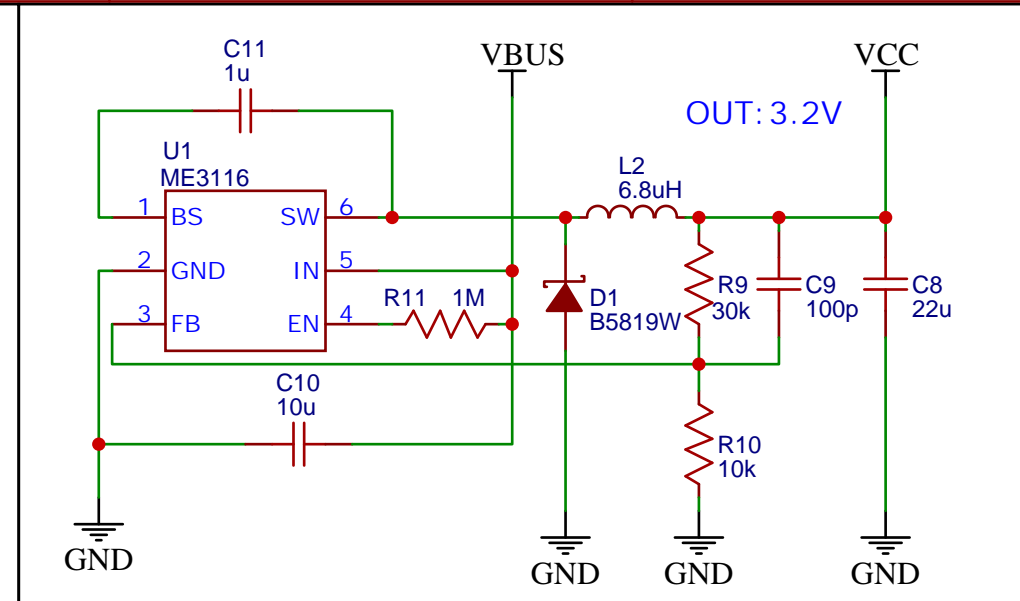 C11
1u
VBUS
VCC
OUT:3.2V
U1
ME3116
L2
6.8uH
1 BS SW 6
2 GND IN 5
3 FB EN 4
R11 1M
D1
B5819W
R9
30k
C9
100p
C8
22u
C10
10u
R10
10k
GND
GND
GND
GND